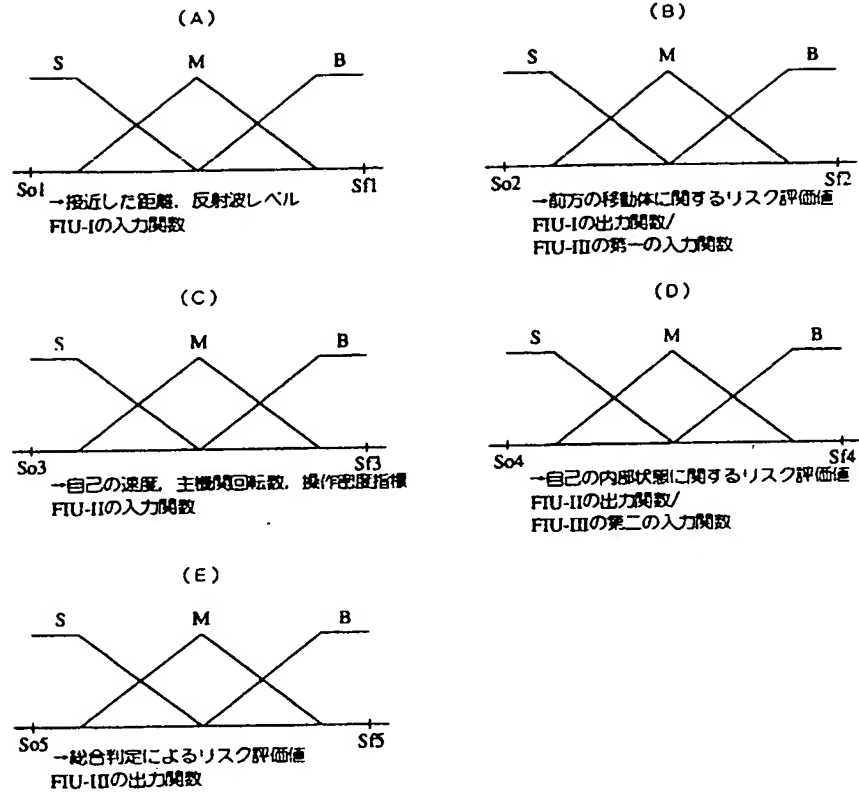 (A)
S M B
So1 Sf1
→接近した距離,反射波レベル
FIU-Iの入力関数
(B)
S M B
So2 Sf2
→前方の移動体に関するリスク評価値
FIU-Iの出力関数/
FIU-IIIの第一の入力関数
(C)
S M B
So3 Sf3
→自己の速度,主機関回転数,操作密度指標
FIU-IIの入力関数
(D)
S M B
So4 Sf4
→自己の内部状態に関するリスク評価値
FIU-IIの出力関数/
FIU-IIIの第二の入力関数
(E)
S M B
So5 Sf5
→総合判定によるリスク評価値
FIU-IIIの出力関数